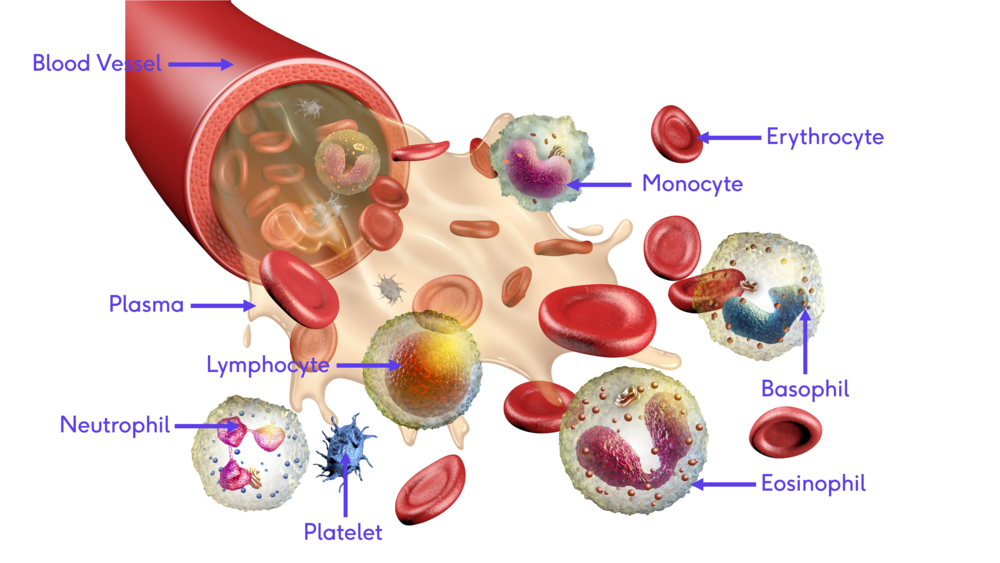 Blood Vessel
Erythrocyte
Monocyte
Plasma
Lymphocyte
Basophil
Neutrophil
Eosinophil
Platelet